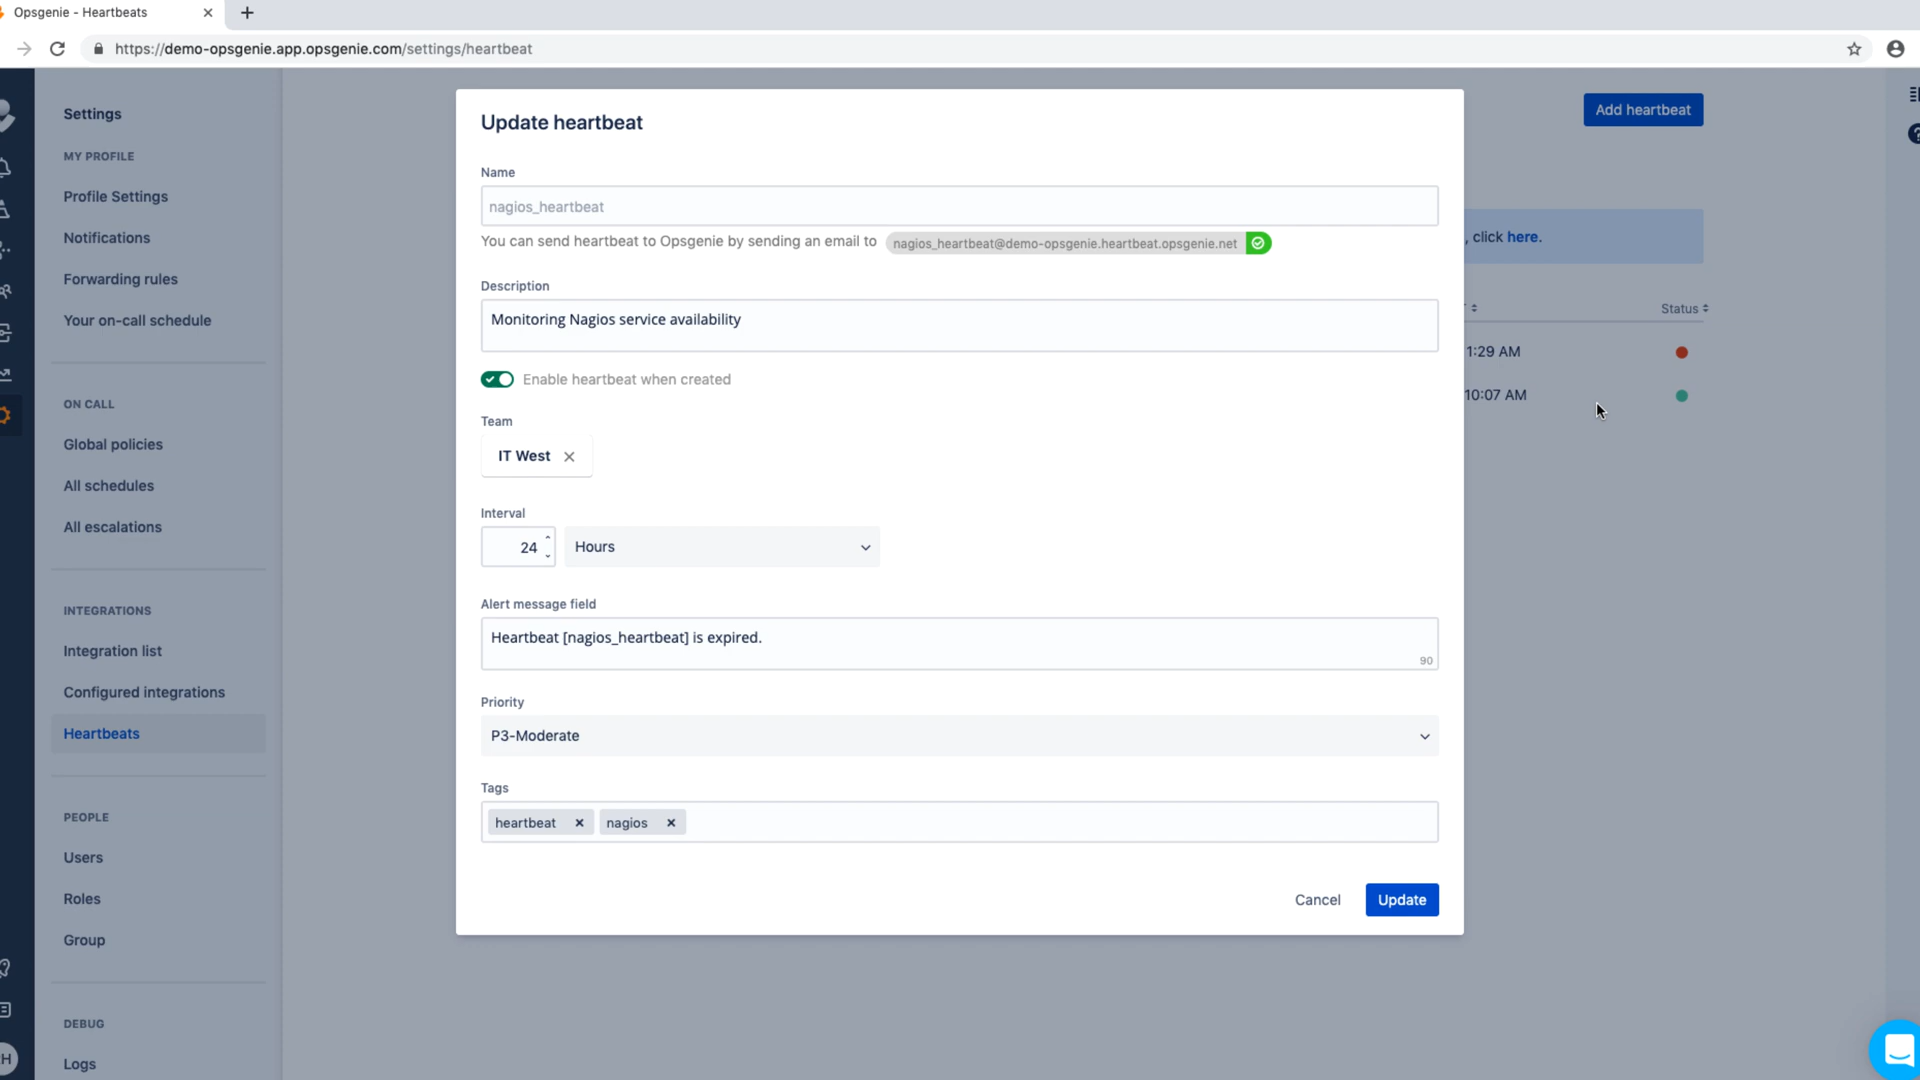 Opsgenie - Heartbeats
https://demo-opsgenie.app.opsgenie.com/settings/heartbeat
Settings
MY PROFILE
Profile Settings
Notifications
Forwarding rules
Your on-call schedule
ON CALL
Global policies
All schedules
All escalations
INTEGRATIONS
Integration list
Configured integrations
Heartbeats
PEOPLE
Users
Roles
Group
DEBUG
Logs
Update heartbeat
Name
nagios_heartbeat
You can send heartbeat to Opsgenie by sending an email to nagios_heartbeat@demo-opsgenie.heartbeat.opsgenie.net
Description
Monitoring Nagios service availability
Enable heartbeat when created
Team
IT West
Interval
24 Hours
Alert message field
Heartbeat [nagios_heartbeat] is expired.
90
Priority
P3-Moderate
Tags
heartbeat nagios
Cancel Update
Add heartbeat
, click here.
Status
1:29 AM
10:07 AM